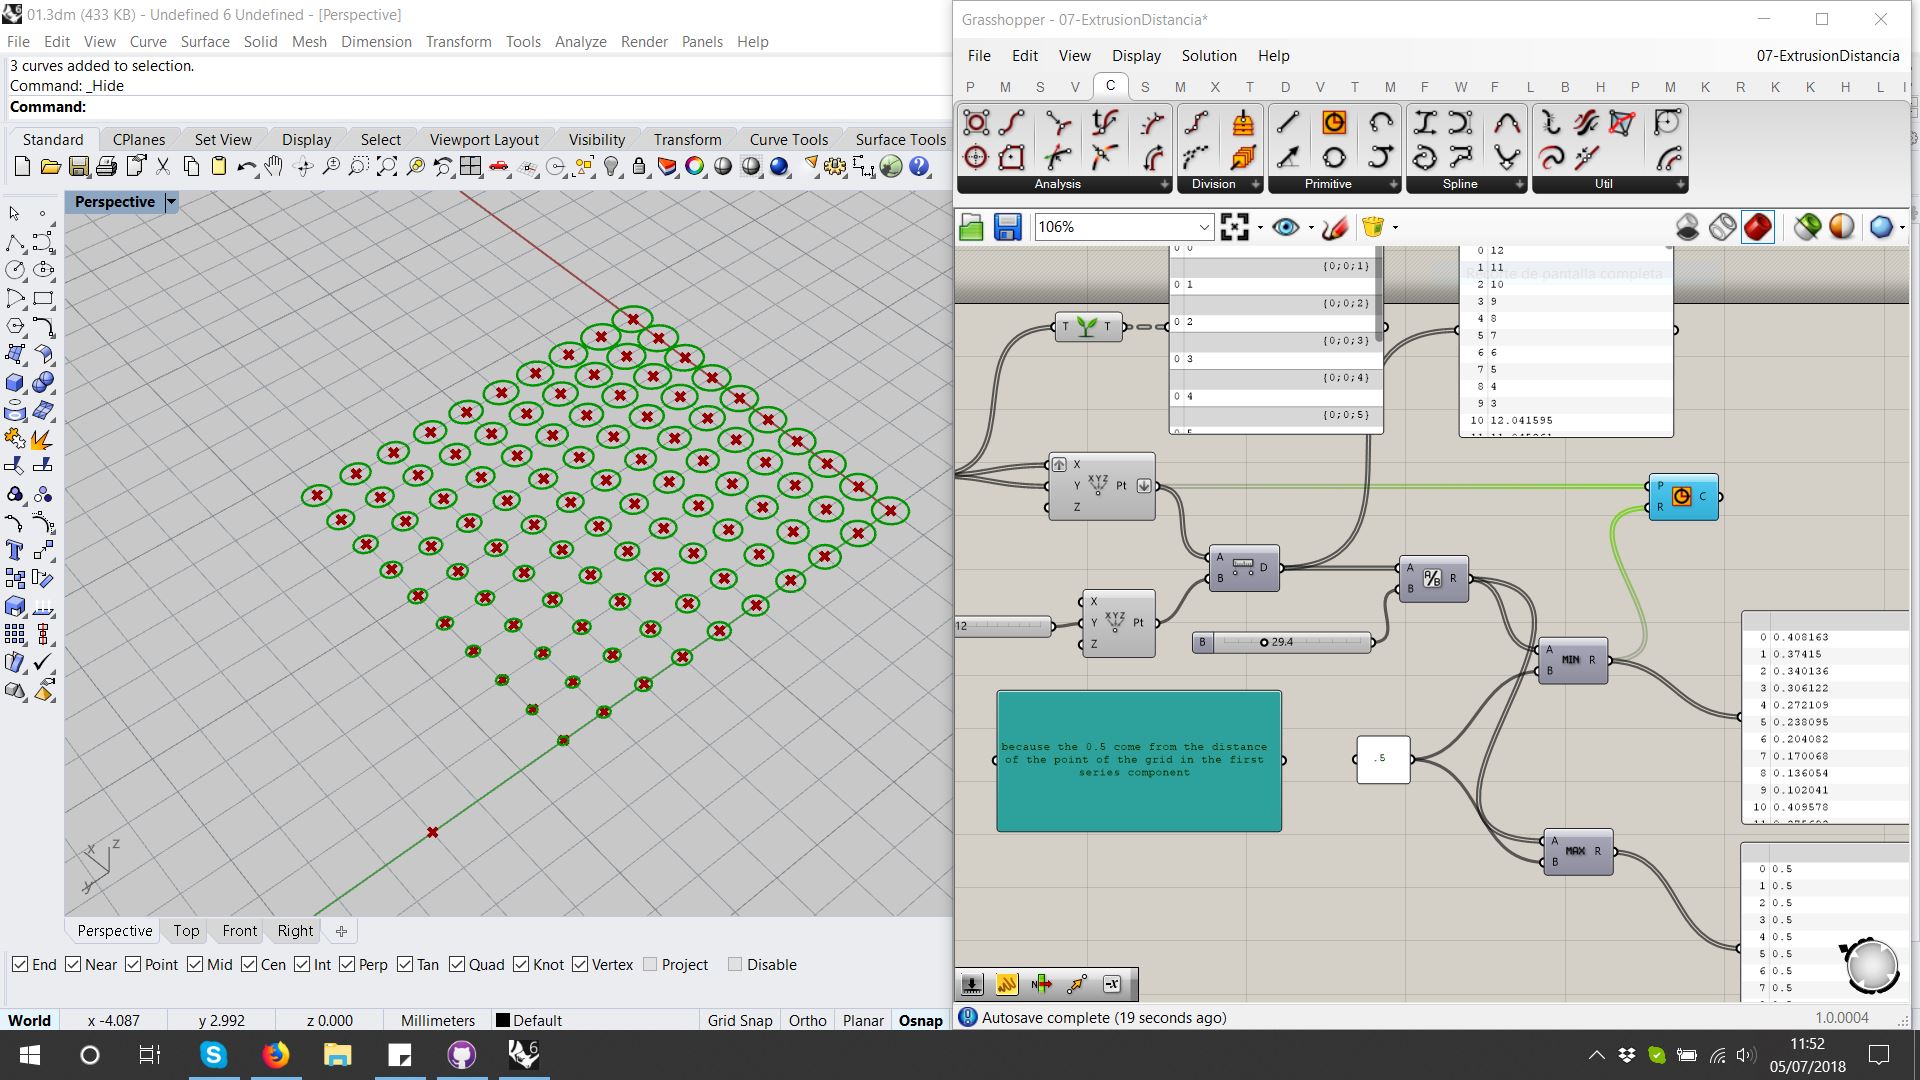 01.3dm (433 KB) - Undefined 6 Undefined - [Perspective]
File Edit View Curve Surface Solid Mesh Dimension Transform Tools Analyze Render Panels Help
3 curves added to selection.
Command: _Hide
Command:
Standard CPlanes Set View Display Select Viewport Layout Visibility Transform Curve Tools Surface Tools
Perspective
z
x
y
Perspective Top Front Right
End Near Point Mid Cen Int Perp Tan Quad Knot Vertex Project Disable
World x -4.087 y 2.992 z 0.000 Millimeters Default Grid Snap Ortho Planar Osnap
Grasshopper - 07-ExtrusionDistancia*
File Edit View Display Solution Help 07-ExtrusionDistancia
P M S V C S M X T D V T M F W F L B H P M K R K K H L I
Analysis Division Primitive Spline Util
106%
Recorte de pantalla completa
T T
0 0
{0;0;1}
0 1
{0;0;2}
0 2
{0;0;3}
0 3
{0;0;4}
0 4
{0;0;5}
0 5
0 12
1 11
2 10
3 9
4 8
5 7
6 6
7 5
8 4
9 3
10 12.041595
X
Y XYZ Pt
Z
P C
R
A D
B
12
X
Y XYZ Pt
Z
A A/B R
B
B 29.4
A MIN R
B
because the 0.5 come from the distance
of the point of the grid in the first
series component
.5
A MAX R
B
0 0.408163
1 0.37415
2 0.340136
3 0.306122
4 0.272109
5 0.238095
6 0.204082
7 0.170068
8 0.136054
9 0.102041
10 0.409578
0 0.5
1 0.5
2 0.5
3 0.5
4 0.5
5 0.5
6 0.5
7 0.5
N
-x
Autosave complete (19 seconds ago) 1.0.0004
6
11:52
05/07/2018